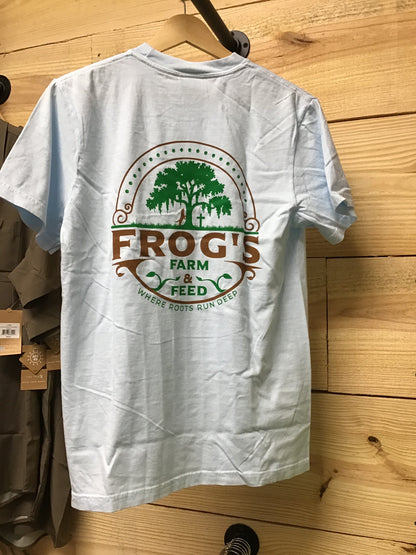 FROG'S
FARM
&
FEED
WHERE ROOTS RUN DEEP